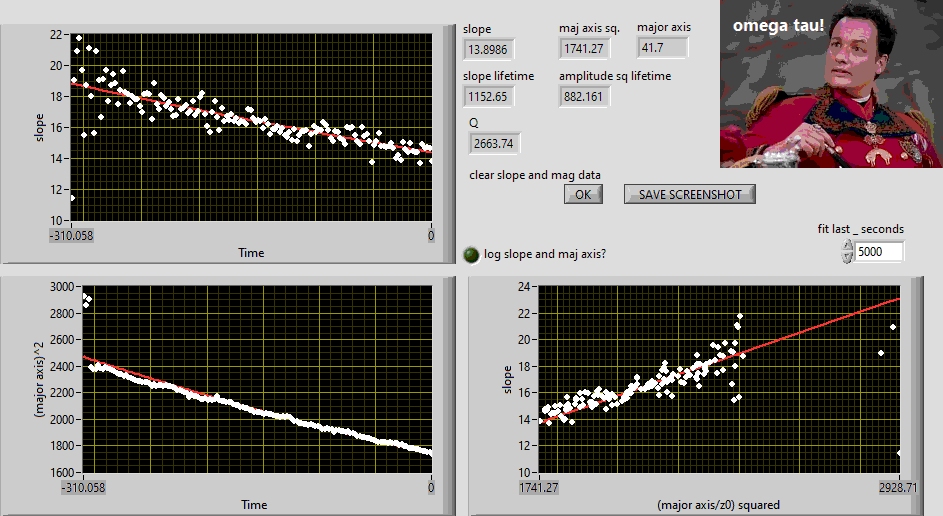 22
20
18
16
14
12
10
slope
-310.058
0
Time
slope
13.8986
maj axis sq.
1741.27
major axis
41.7
slope lifetime
1152.65
amplitude sq lifetime
882.161
Q
2663.74
clear slope and mag data
OK
SAVE SCREENSHOT
omega tau!
log slope and maj axis?
fit last _ seconds
5000
3000
2800
2600
2400
2200
2000
1800
1600
(major axis)^2
-310.058
0
Time
24
22
20
18
16
14
12
10
slope
1741.27
2928.71
(major axis/z0) squared